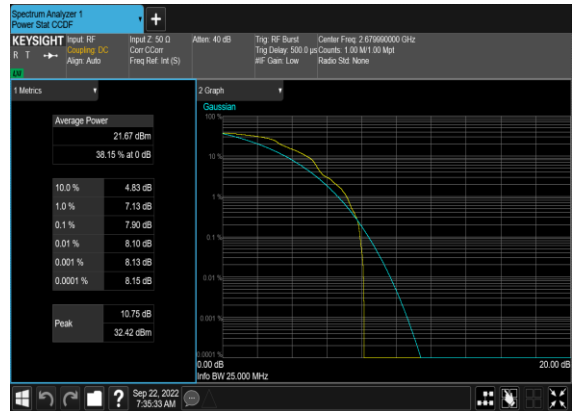 Spectrum Analyzer 1
Power Stat CCDF
KEYSIGHT
R T
LV
Input: RF
Coupling: DC
Align: Auto
Input Z: 50 Ω
Corr CCorr
Freq Ref: Int (S)
Atten: 40 dB
Trig: RF Burst
Trig Delay: 500.0 µs
#IF Gain: Low
Center Freq: 2.679990000 GHz
Counts: 1.00 M/1.00 Mpt
Radio Std: None
1 Metrics
Average Power
21.67 dBm
38.15 % at 0 dB
10.0 % 4.83 dB
1.0 % 7.13 dB
0.1 % 7.90 dB
0.01 % 8.10 dB
0.001 % 8.13 dB
0.0001 % 8.15 dB
Peak
10.75 dB
32.42 dBm
2 Graph
Gaussian
100 %
10 %
1 %
0.1 %
0.01 %
0.001 %
0.0001 %
0.00 dB
20.00 dB
Info BW 25.000 MHz
?
Sep 22, 2022
7:35:33 AM